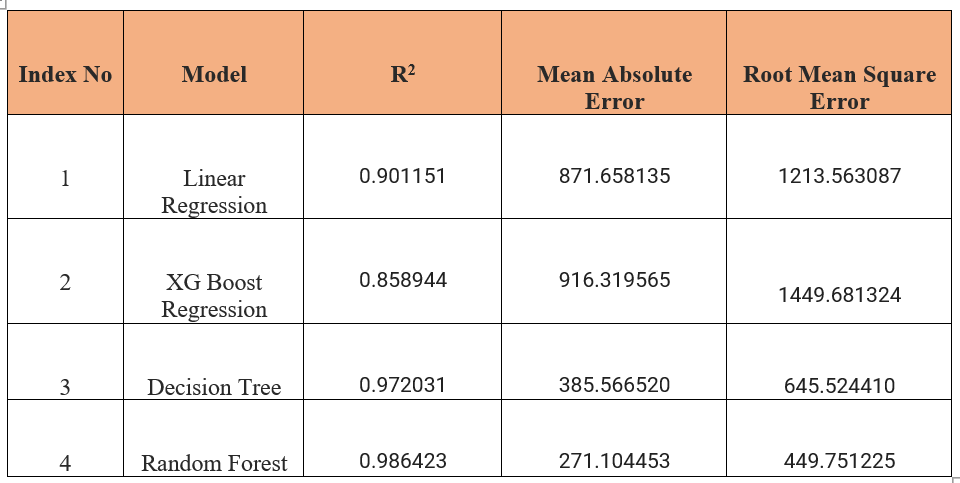 Index No Model R² Mean Absolute Error Root Mean Square Error
1 Linear Regression 0.901151 871.658135 1213.563087
2 XG Boost Regression 0.858944 916.319565 1449.681324
3 Decision Tree 0.972031 385.566520 645.524410
4 Random Forest 0.986423 271.104453 449.751225